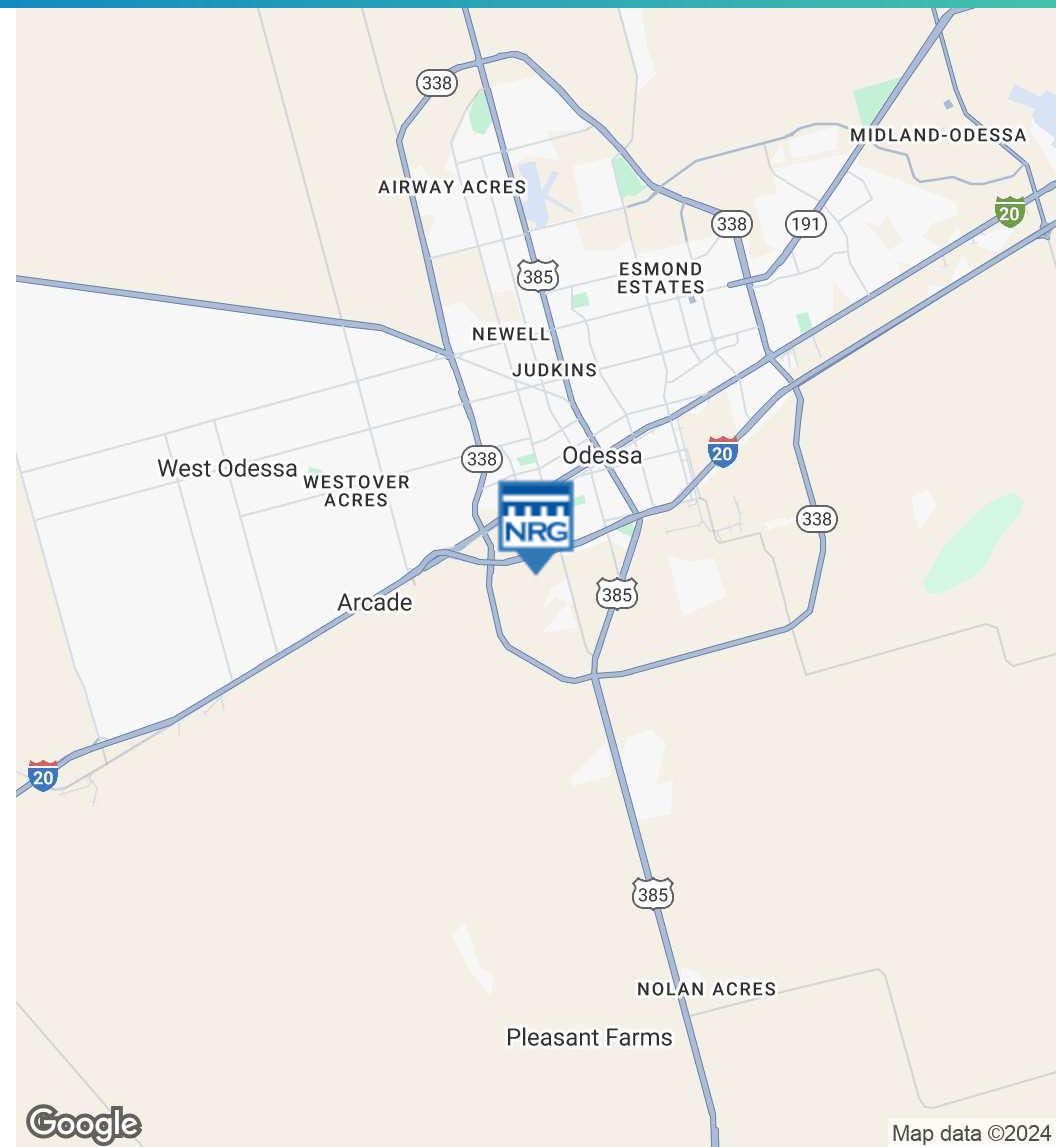 338
MIDLAND-ODESSA
AIRWAY ACRES
20
338
191
385
ESMOND
ESTATES
NEWELL
JUDKINS
338
Odessa
20
West Odessa
WESTOVER
ACRES
NRG
338
385
Arcade
20
385
NOLAN ACRES
Pleasant Farms
Google
Map data ©2024